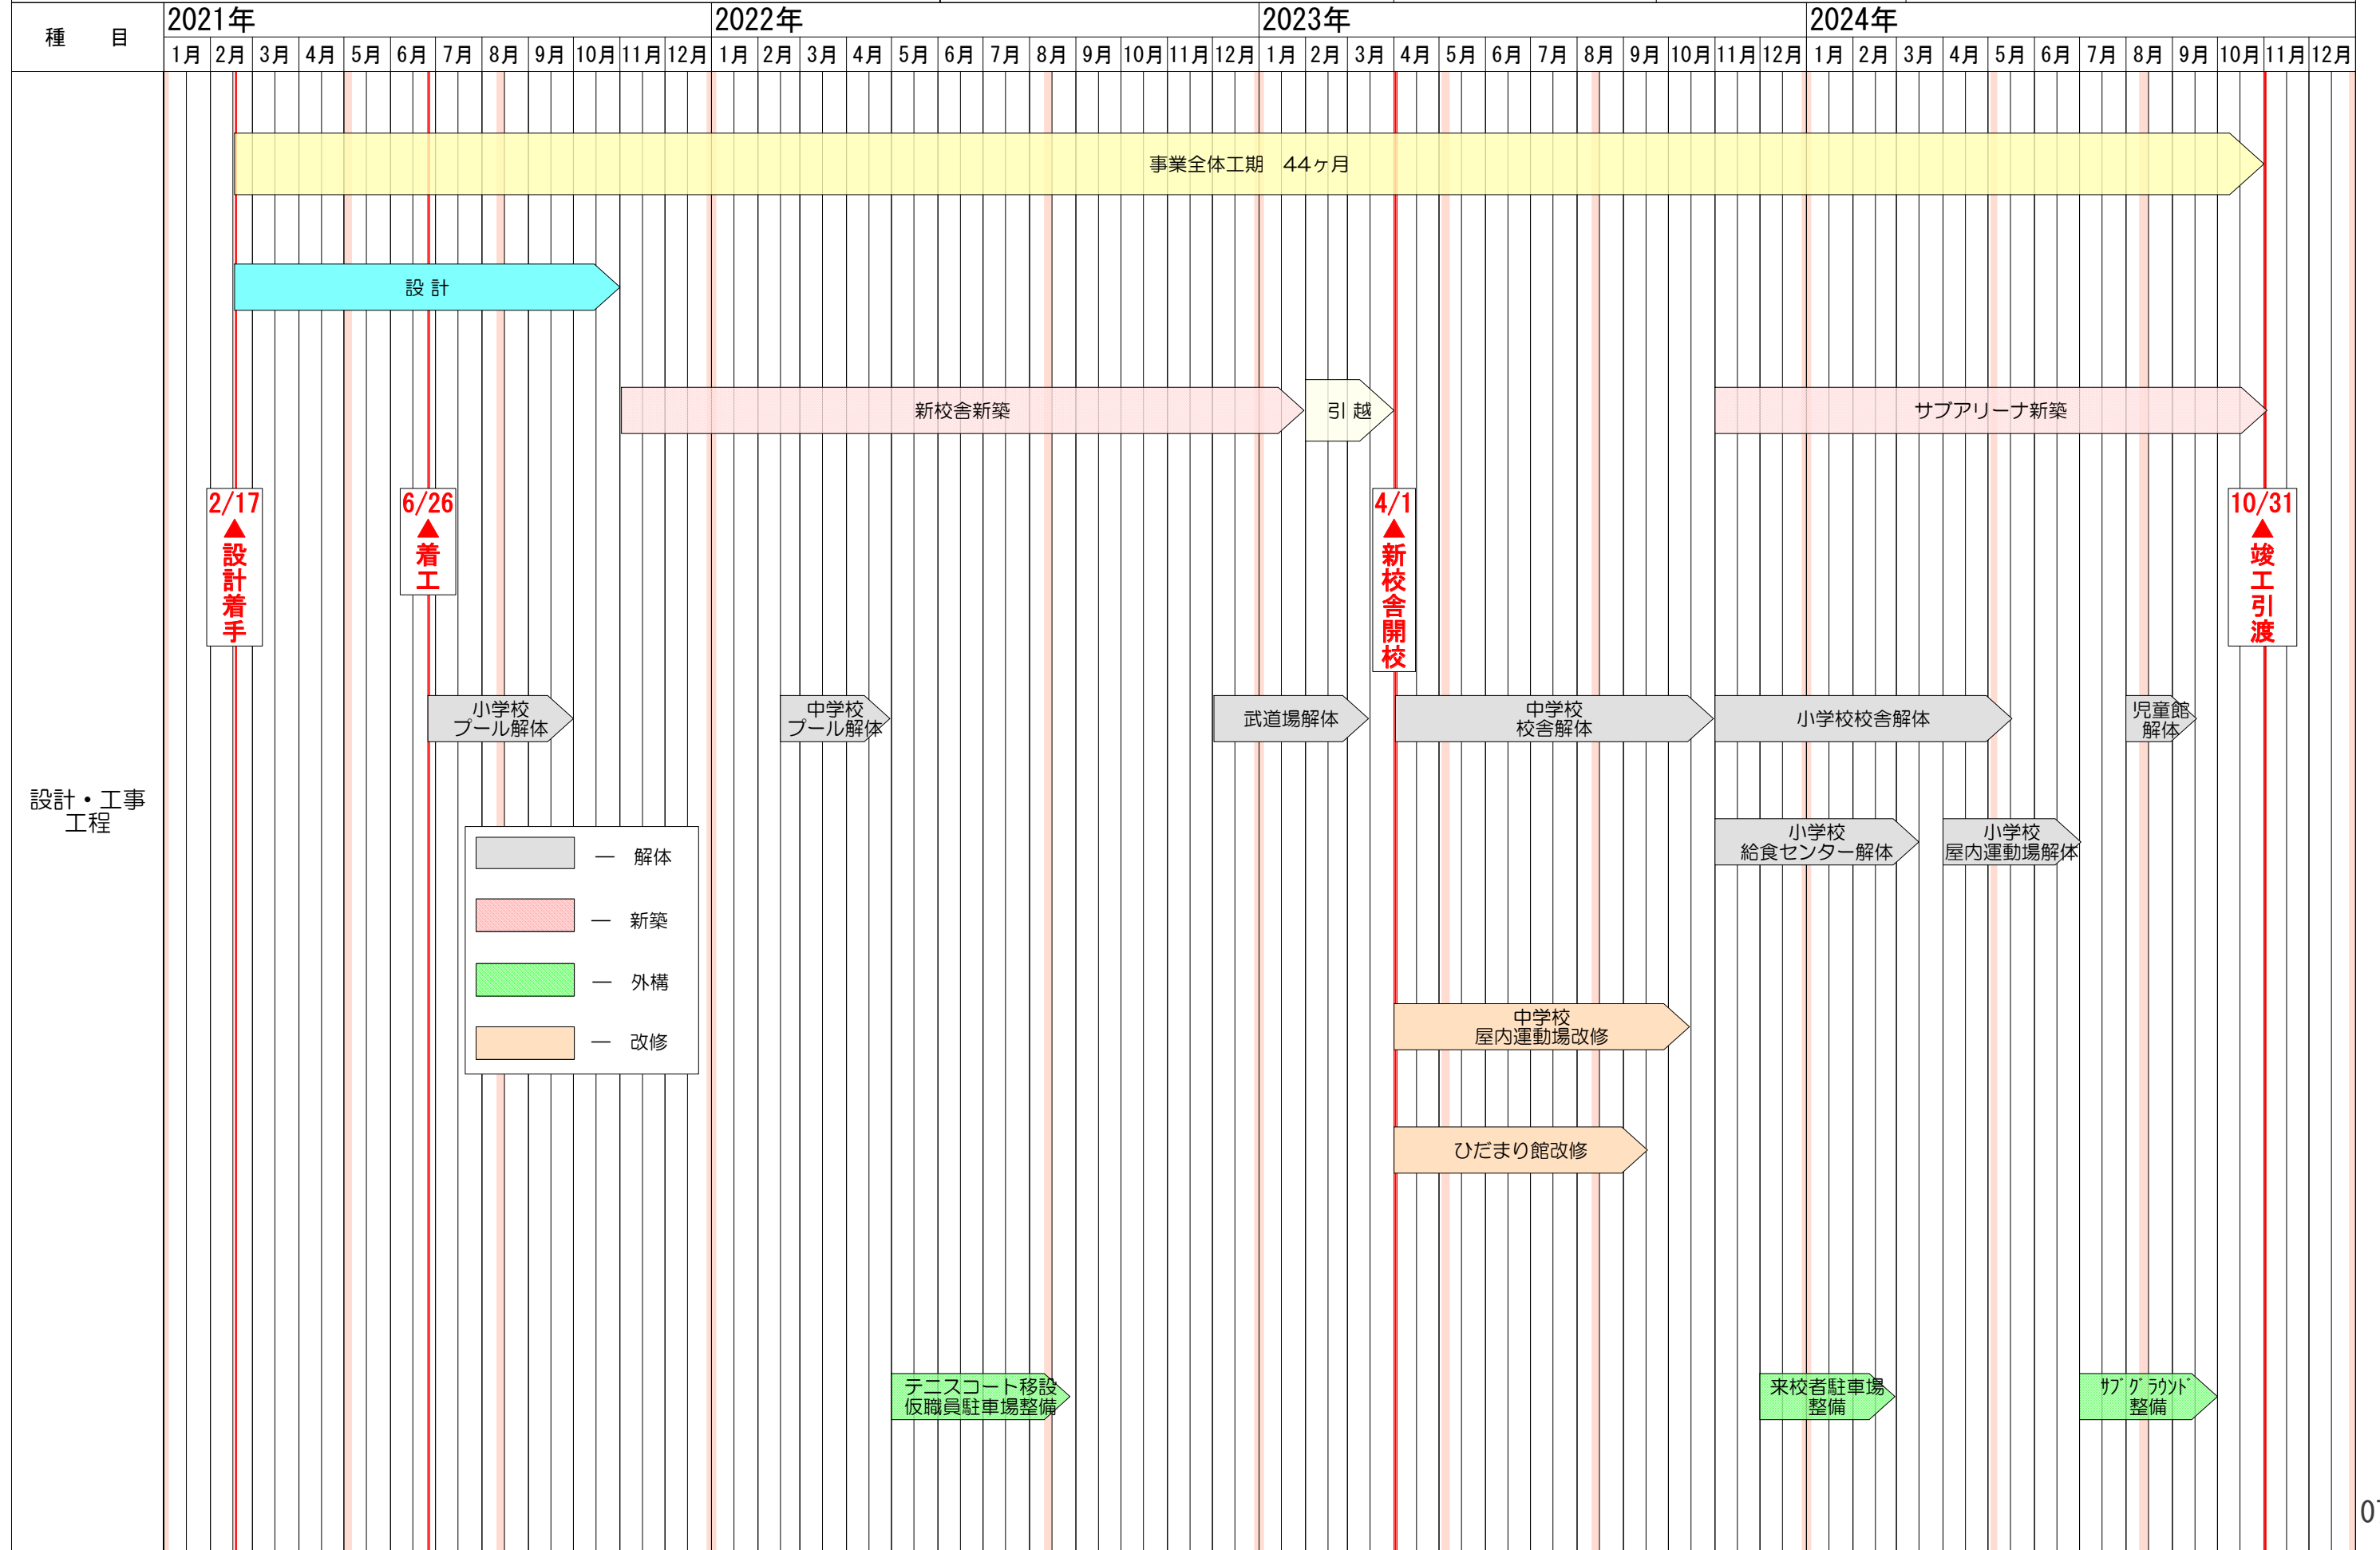 種　目
2021年
2022年
2023年
2024年
1月 2月 3月 4月 5月 6月 7月 8月 9月 10月 11月 12月 1月 2月 3月 4月 5月 6月 7月 8月 9月 10月 11月 12月 1月 2月 3月 4月 5月 6月 7月 8月 9月 10月 11月 12月 1月 2月 3月 4月 5月 6月 7月 8月 9月 10月 11月 12月
事業全体工期　44ヶ月
設 計
新校舎新築
引 越
サブアリーナ新築
2/17
▲
設計着手
6/26
▲
着工
4/1
▲
新校舎開校
10/31
▲
竣工引渡
小学校
プール解体
中学校
プール解体
武道場解体
中学校
校舎解体
小学校校舎解体
児童館
解体
設計・工事
工程
小学校
給食センター解体
小学校
屋内運動場解体
― 解体
― 新築
― 外構
― 改修
中学校
屋内運動場改修
ひだまり館改修
テニスコート移設
仮職員駐車場整備
来校者駐車場
整備
ｻﾌﾞｸﾞﾗｳﾝﾄﾞ
整備